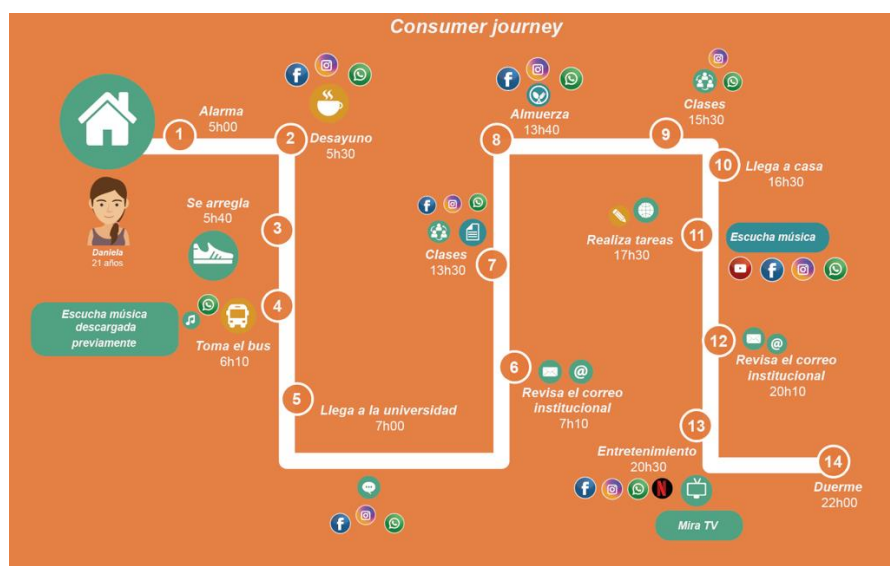 Consumer journey
1
Alarma
5h00
2
Desayuno
5h30
Daniela
21 años
Se arregla
5h40
3
Escucha música
descargada
previamente
Toma el bus
6h10
4
5
Llega a la universidad
7h00
6
Revisa el correo
institucional
7h10
Clases
13h30
7
8
Almuerza
13h40
9
Clases
15h30
10
Llega a casa
16h30
Realiza tareas
17h30
11
Escucha música
12
Revisa el correo
institucional
20h10
13
Entretenimiento
20h30
Mira TV
14
Duerme
22h00